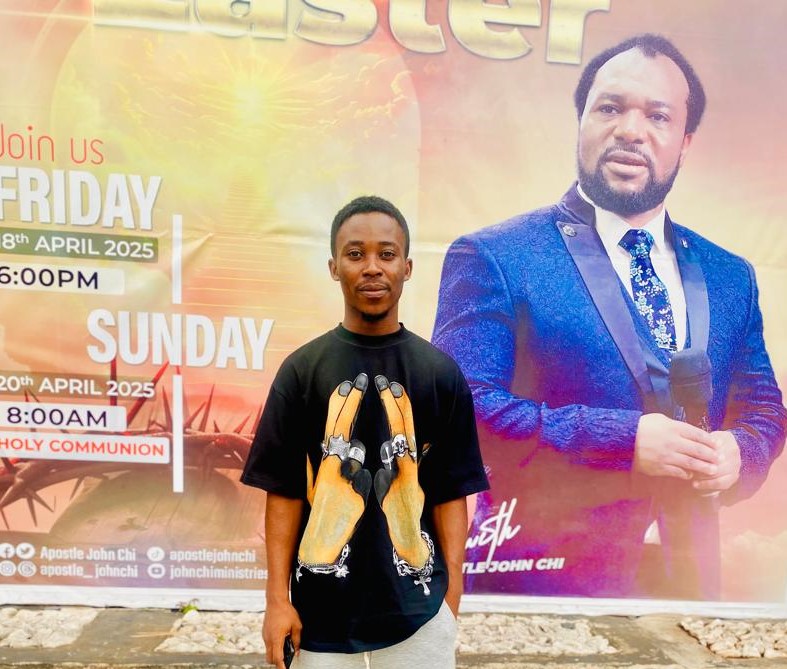 Easter
Join us
FRIDAY
18th APRIL 2025
6:00PM
SUNDAY
20th APRIL 2025
8:00AM
HOLY COMMUNION
Apostle John Chi
apostlejohnchi
apostle_johnchi
johnchiministries
with
JOHN CHI